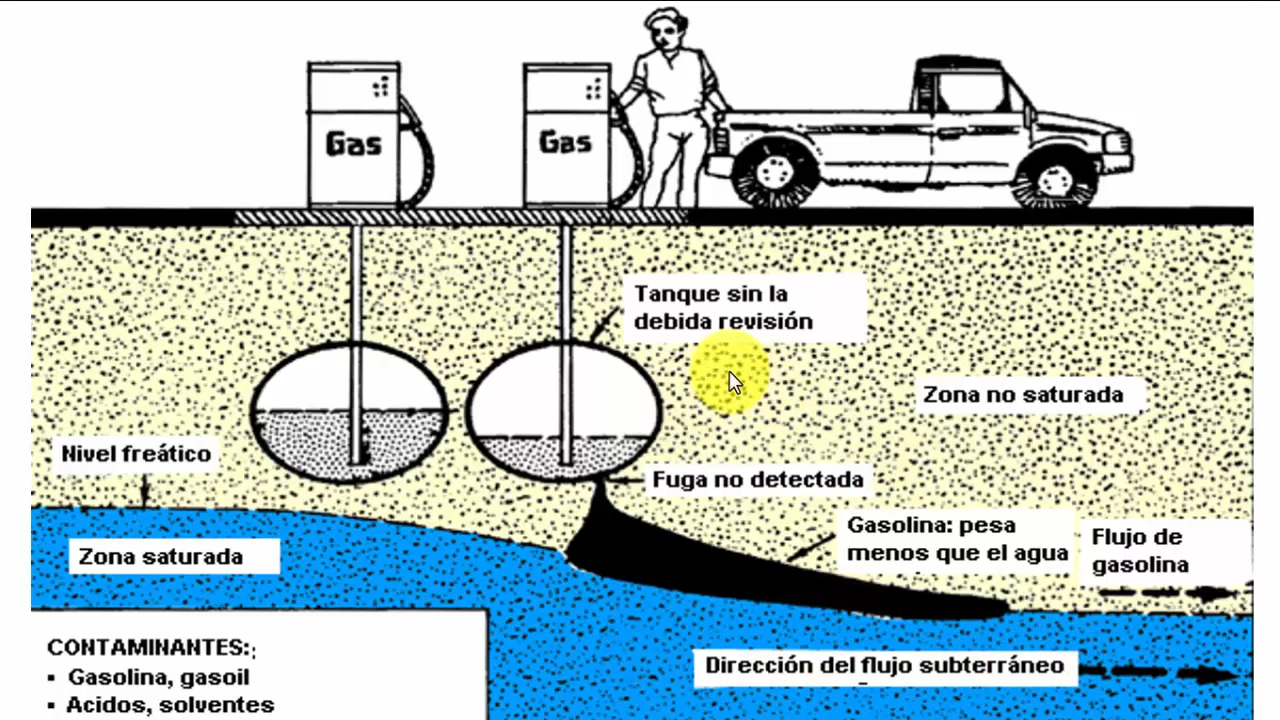 Gas
Gas
Tanque sin la
debida revisión
Zona no saturada
Nivel freático
Fuga no detectada
Gasolina: pesa
menos que el agua
Flujo de
gasolina
Zona saturada
CONTAMINANTES:;
▪ Gasolina, gasoil
▪ Acidos, solventes
Dirección del flujo subterráneo